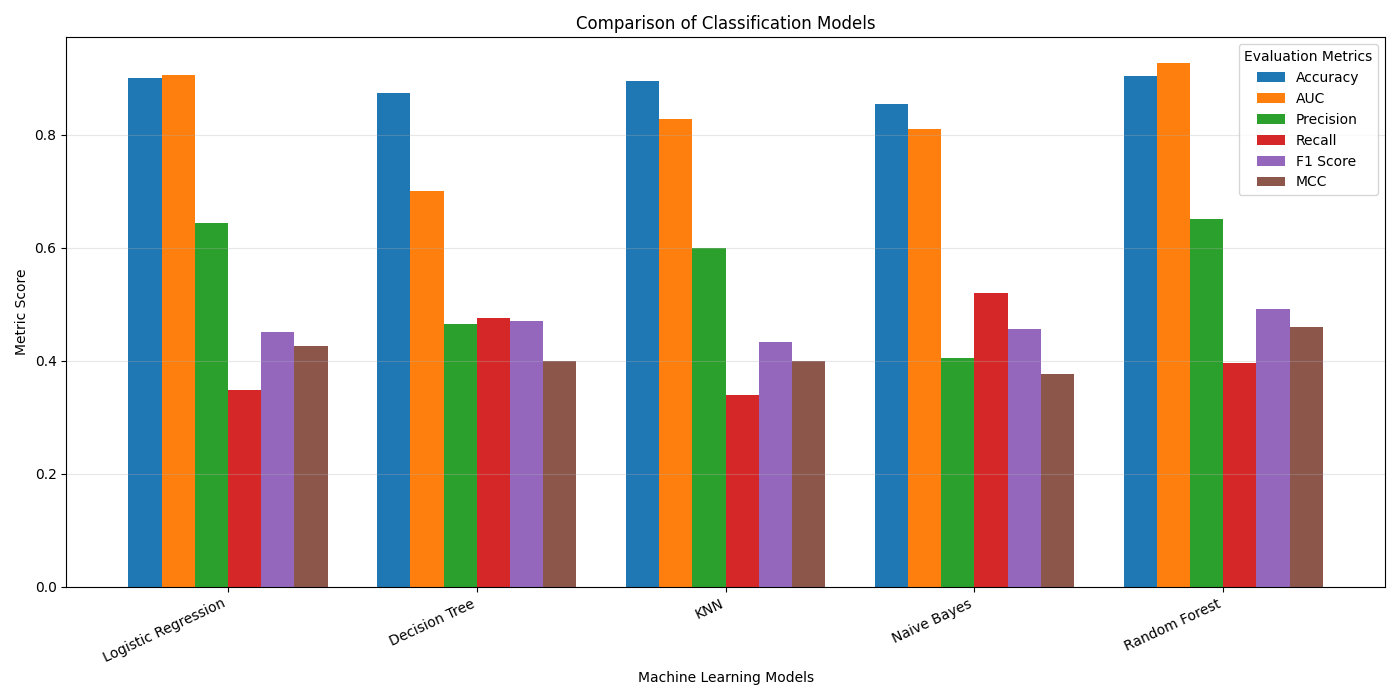 Comparison of Classification Models
Evaluation Metrics
Accuracy
AUC
Precision
Recall
F1 Score
MCC
Metric Score
0.8
0.6
0.4
0.2
0.0
Logistic Regression
Decision Tree
KNN
Naive Bayes
Random Forest
Machine Learning Models